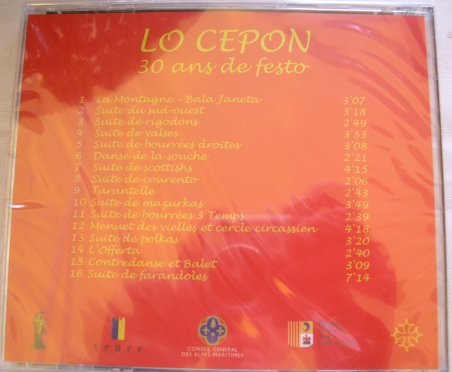 LO CEPON
30 ans de festo
1 La Montagne - Bala Janeta 3'07
2 Suite du sud-ouest 3'18
3 Suite de rigodons 2'49
4 Suite de valses 3'53
5 Suite de bourrées droites 3'08
6 Danse de la souche 2'21
7 Suite de scottishs 4'15
8 Suite de courento 2'06
9 Tarantelle 2'43
10 Suite de mazurkas 3'49
11 Suite de bourrées 3 Temps 2'39
12 Menuet des vielles et cercle circassien 4'18
13 Suite de polkas 3'20
14 L'Offerta 2'40
15 Contredanse et Balet 3'09
16 Suite de farandoles 7'14
CONSEIL GENERAL
DES ALPES-MARITIMES